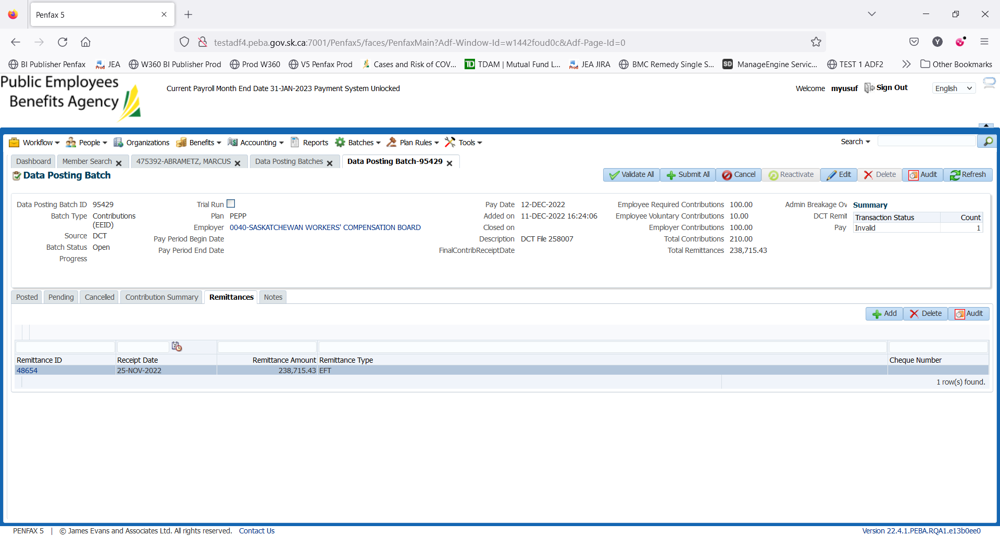 Penfax 5
testadf4.peba.gov.sk.ca:7001/Penfax5/faces/PenfaxMain?Adf-Window-Id=w1442foud0c&Adf-Page-Id=0
Y
BI Publisher Penfax
JEA
W360 BI Publisher Prod
Prod W360
V5 Penfax Prod
Cases and Risk of COV...
TD TDAM | Mutual Fund L...
JEA JIRA
BMC Remedy Single S...
SD ManageEngine Servic...
TEST 1 ADF2
Other Bookmarks
Public Employees
Benefits Agency
Current Payroll Month End Date 31-JAN-2023 Payment System Unlocked
Welcome myusuf
Sign Out
English
Workflow
People
Organizations
Benefits
Accounting
Reports
Batches
Plan Rules
Tools
Search
Dashboard
Member Search
475392-ABRAMETZ, MARCUS
Data Posting Batches
Data Posting Batch-95429
Data Posting Batch
Validate All
Submit All
Cancel
Reactivate
Edit
Delete
Audit
Refresh
Data Posting Batch ID 95429
Batch Type Contributions
(EEID)
Source DCT
Batch Status Open
Progress
Trial Run
Plan PEPP
Employer 0040-SASKATCHEWAN WORKERS' COMPENSATION BOARD
Pay Period Begin Date
Pay Period End Date
Pay Date 12-DEC-2022
Added on 11-DEC-2022 16:24:06
Closed on
Description DCT File 258007
FinalContribReceiptDate
Employee Required Contributions 100.00
Employee Voluntary Contributions 10.00
Employer Contributions 100.00
Total Contributions 210.00
Total Remittances 238,715.43
Admin Breakage Ov
DCT Remit
Pay
Summary
Transaction Status Count
Invalid 1
Posted
Pending
Cancelled
Contribution Summary
Remittances
Notes
Add
Delete
Audit
Remittance ID Receipt Date Remittance Amount Remittance Type Cheque Number
48654 25-NOV-2022 238,715.43 EFT
1 row(s) found.
PENFAX 5 | © James Evans and Associates Ltd. All rights reserved. Contact Us
Version 22.4.1.PEBA.RQA1.e13b0ee0